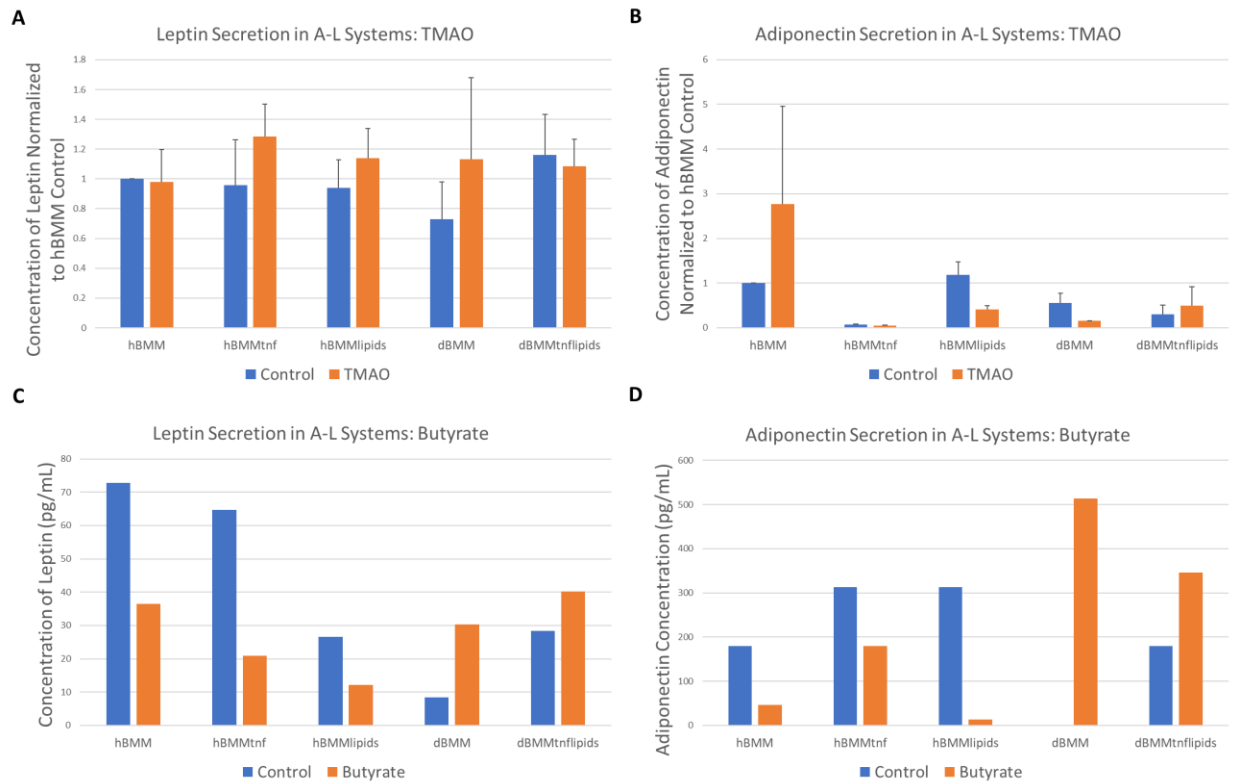 A
Leptin Secretion in A-L Systems: TMAO
Concentration of Leptin Normalized
to hBMM Control
1.8
1.6
1.4
1.2
1
0.8
0.6
0.4
0.2
0
hBMM hBMMtnf hBMMlipids dBMM dBMMtnflipids
Control TMAO
B
Adiponectin Secretion in A-L Systems: TMAO
Concentration of Addiponectin
Normalized to hBMM Control
6
5
4
3
2
1
0
hBMM hBMMtnf hBMMlipids dBMM dBMMtnflipids
Control TMAO
C
Leptin Secretion in A-L Systems: Butyrate
Concentration of Leptin (pg/mL)
80
70
60
50
40
30
20
10
0
hBMM hBMMtnf hBMMlipids dBMM dBMMtnflipids
Control Butyrate
D
Adiponectin Secretion in A-L Systems: Butyrate
Adiponectin Concentration (pg/mL)
600
500
400
300
200
100
0
hBMM hBMMtnf hBMMlipids dBMM dBMMtnflipids
Control Butyrate